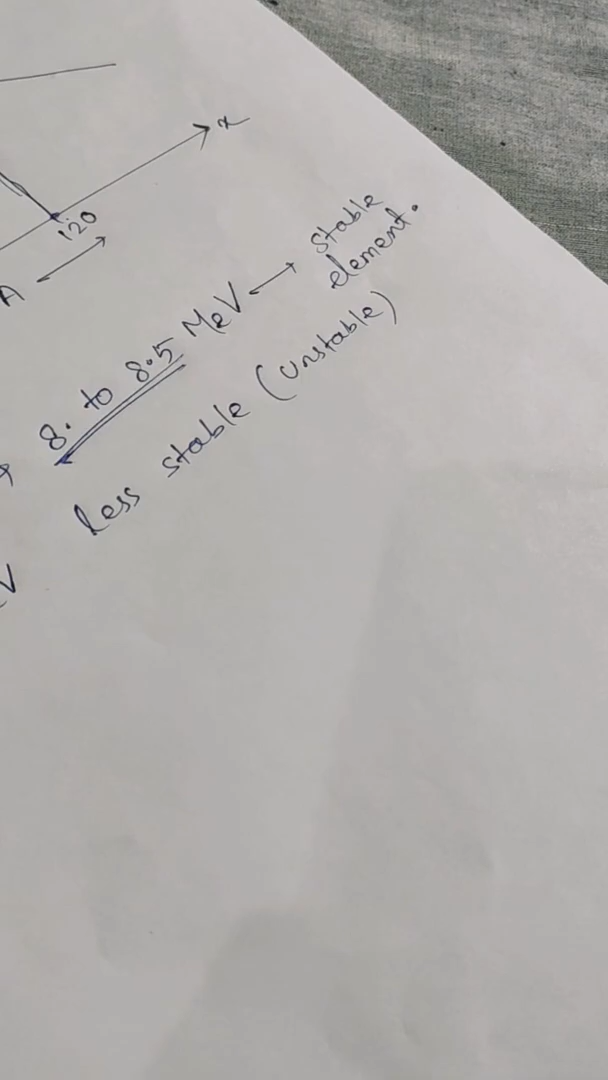 x
120
A
8. to 8.5 MeV → stable
element.
less stable (unstable)
V